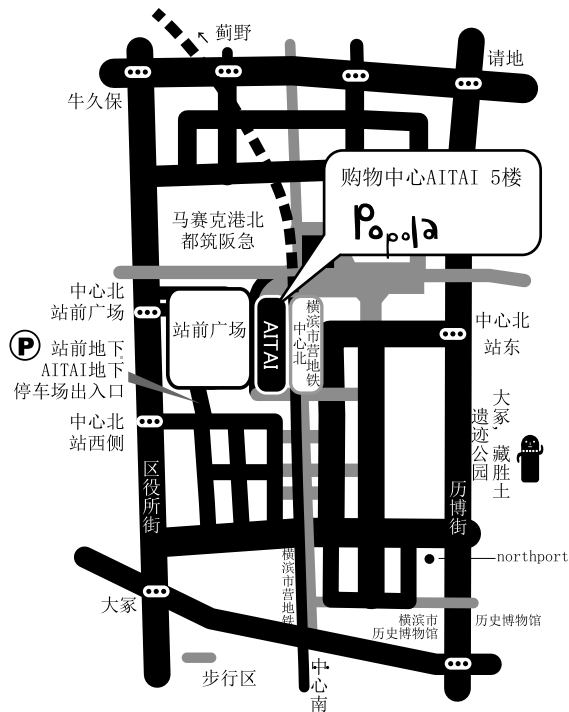 蓟野
请地
牛久保
购物中心AITAI 5楼
popola
马赛克港北
都筑阪急
中心北
站前广场
站前广场
AITAI
横滨市营地铁
中心北
中心北
站东
P
站前地下
AITAI地下
停车场出入口
中心北
站西侧
大冢,藏胜土
遗迹公园
区役所街
历博街
横滨市营地铁
northport
大冢
横滨市
历史博物馆
历史博物馆
步行区
中心南